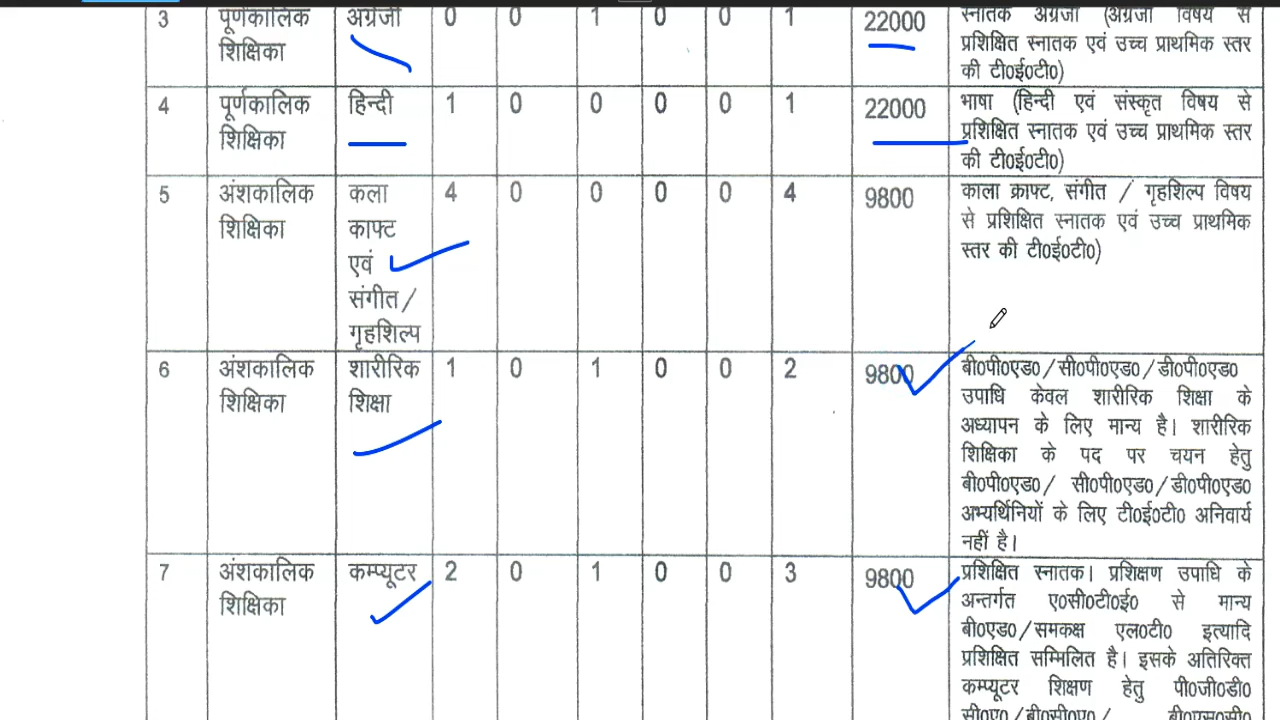 3 पूर्णकालिक अंग्रेजी 0 0 1 0 0 1 22000 स्नातक अंग्रेजी (अंग्रेजी विषय से
शिक्षिका प्रशिक्षित स्नातक एवं उच्च प्राथमिक स्तर
की टी0ई0टी0)
4 पूर्णकालिक हिन्दी 1 0 0 0 0 1 22000 भाषा (हिन्दी एवं संस्कृत विषय से
शिक्षिका प्रशिक्षित स्नातक एवं उच्च प्राथमिक स्तर
की टी0ई0टी0)
5 अंशकालिक कला 4 0 0 0 0 4 9800 काला क्राफ्ट, संगीत / गृहशिल्प विषय
शिक्षिका काफ्ट से प्रशिक्षित स्नातक एवं उच्च प्राथमिक
एवं स्तर की टी0ई0टी0)
संगीत/
गृहशिल्प
6 अंशकालिक शारीरिक 1 0 1 0 0 2 9800 बी0पी0एड0/सी0पी0एड0/डी0पी0एड0
शिक्षिका शिक्षा उपाधि केवल शारीरिक शिक्षा के
अध्यापन के लिए मान्य है। शारीरिक
शिक्षिका के पद पर चयन हेतु
बी0पी0एड0/ सी0पी0एड0/डी0पी0एड0
अभ्यर्थिनियों के लिए टी0ई0टी0 अनिवार्य
नहीं है।
7 अंशकालिक कम्प्यूटर 2 0 1 0 0 3 9800 प्रशिक्षित स्नातक। प्रशिक्षण उपाधि के
शिक्षिका अन्तर्गत ए0सी0टी0ई0 से मान्य
बी0एड0/समकक्ष एल0टी0 इत्यादि
प्रशिक्षित सम्मिलित है। इसके अतिरिक्त
कम्प्यूटर शिक्षण हेतु पी0जी0डी0
सी0ए0/बी0सी0ए0/ बी0एस0सी0